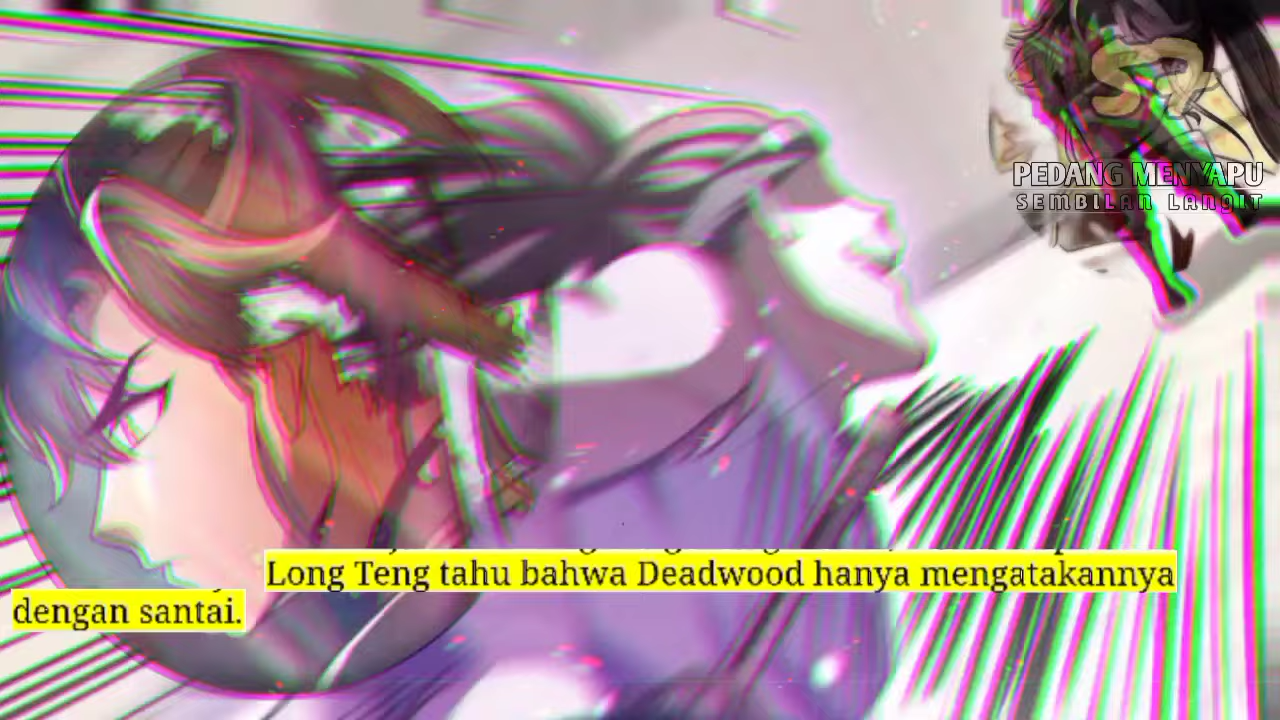 PEDANG MENYAPU
SEMBILAN LANGIT
Long Teng tahu bahwa Deadwood hanya mengatakannya
dengan santai.